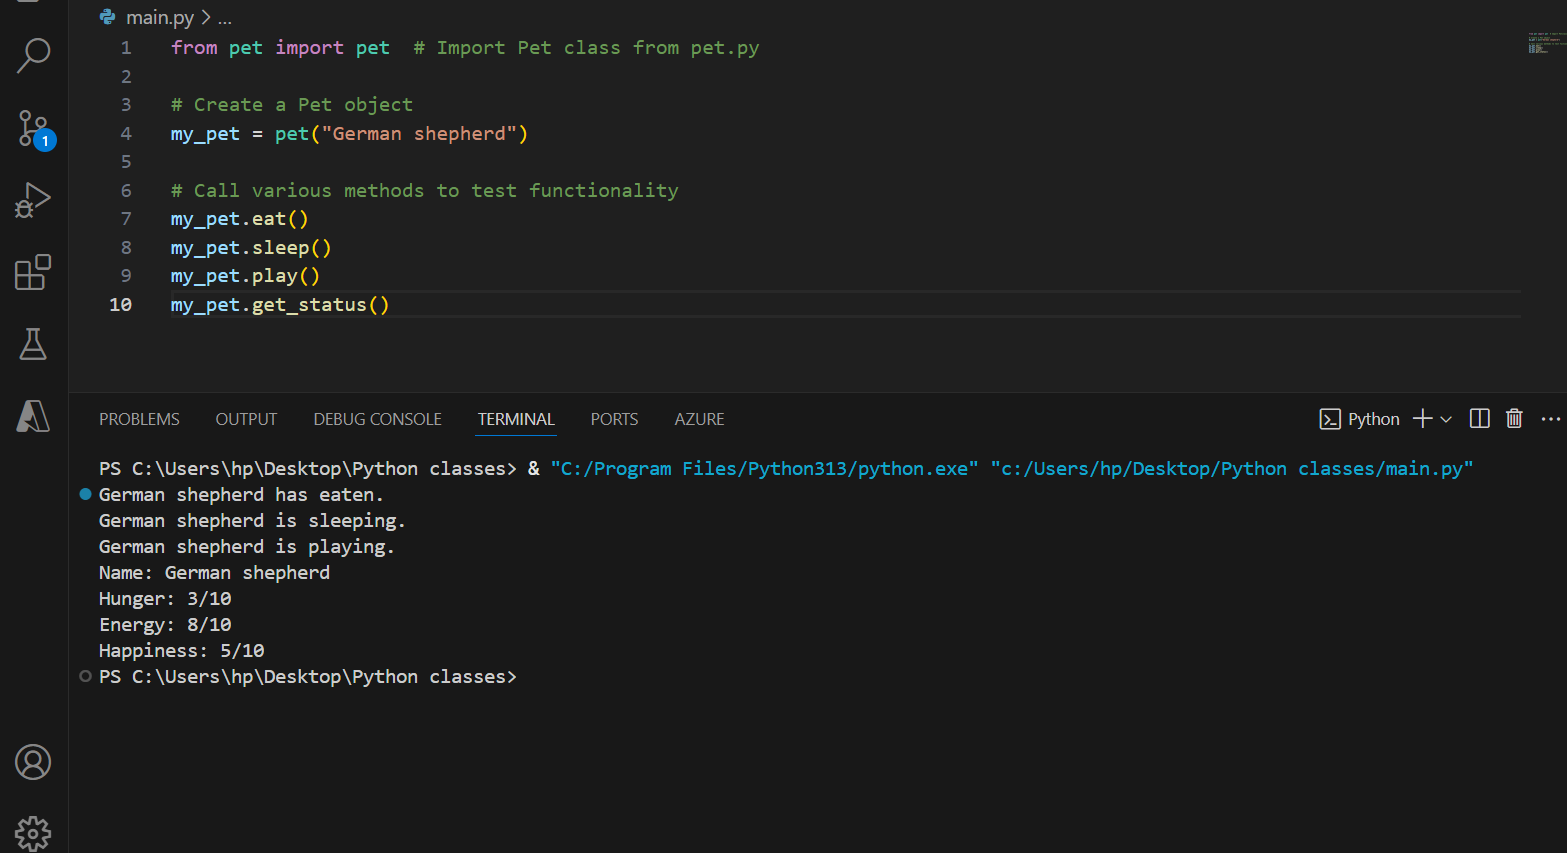 main.py > ...
1 from pet import pet  # Import Pet class from pet.py
2
3 # Create a Pet object
4 my_pet = pet("German shepherd")
5
6 # Call various methods to test functionality
7 my_pet.eat()
8 my_pet.sleep()
9 my_pet.play()
10 my_pet.get_status()
1
PROBLEMS OUTPUT DEBUG CONSOLE TERMINAL PORTS AZURE Python
PS C:\Users\hp\Desktop\Python classes> & "C:/Program Files/Python313/python.exe" "c:/Users/hp/Desktop/Python classes/main.py"
German shepherd has eaten.
German shepherd is sleeping.
German shepherd is playing.
Name: German shepherd
Hunger: 3/10
Energy: 8/10
Happiness: 5/10
PS C:\Users\hp\Desktop\Python classes>